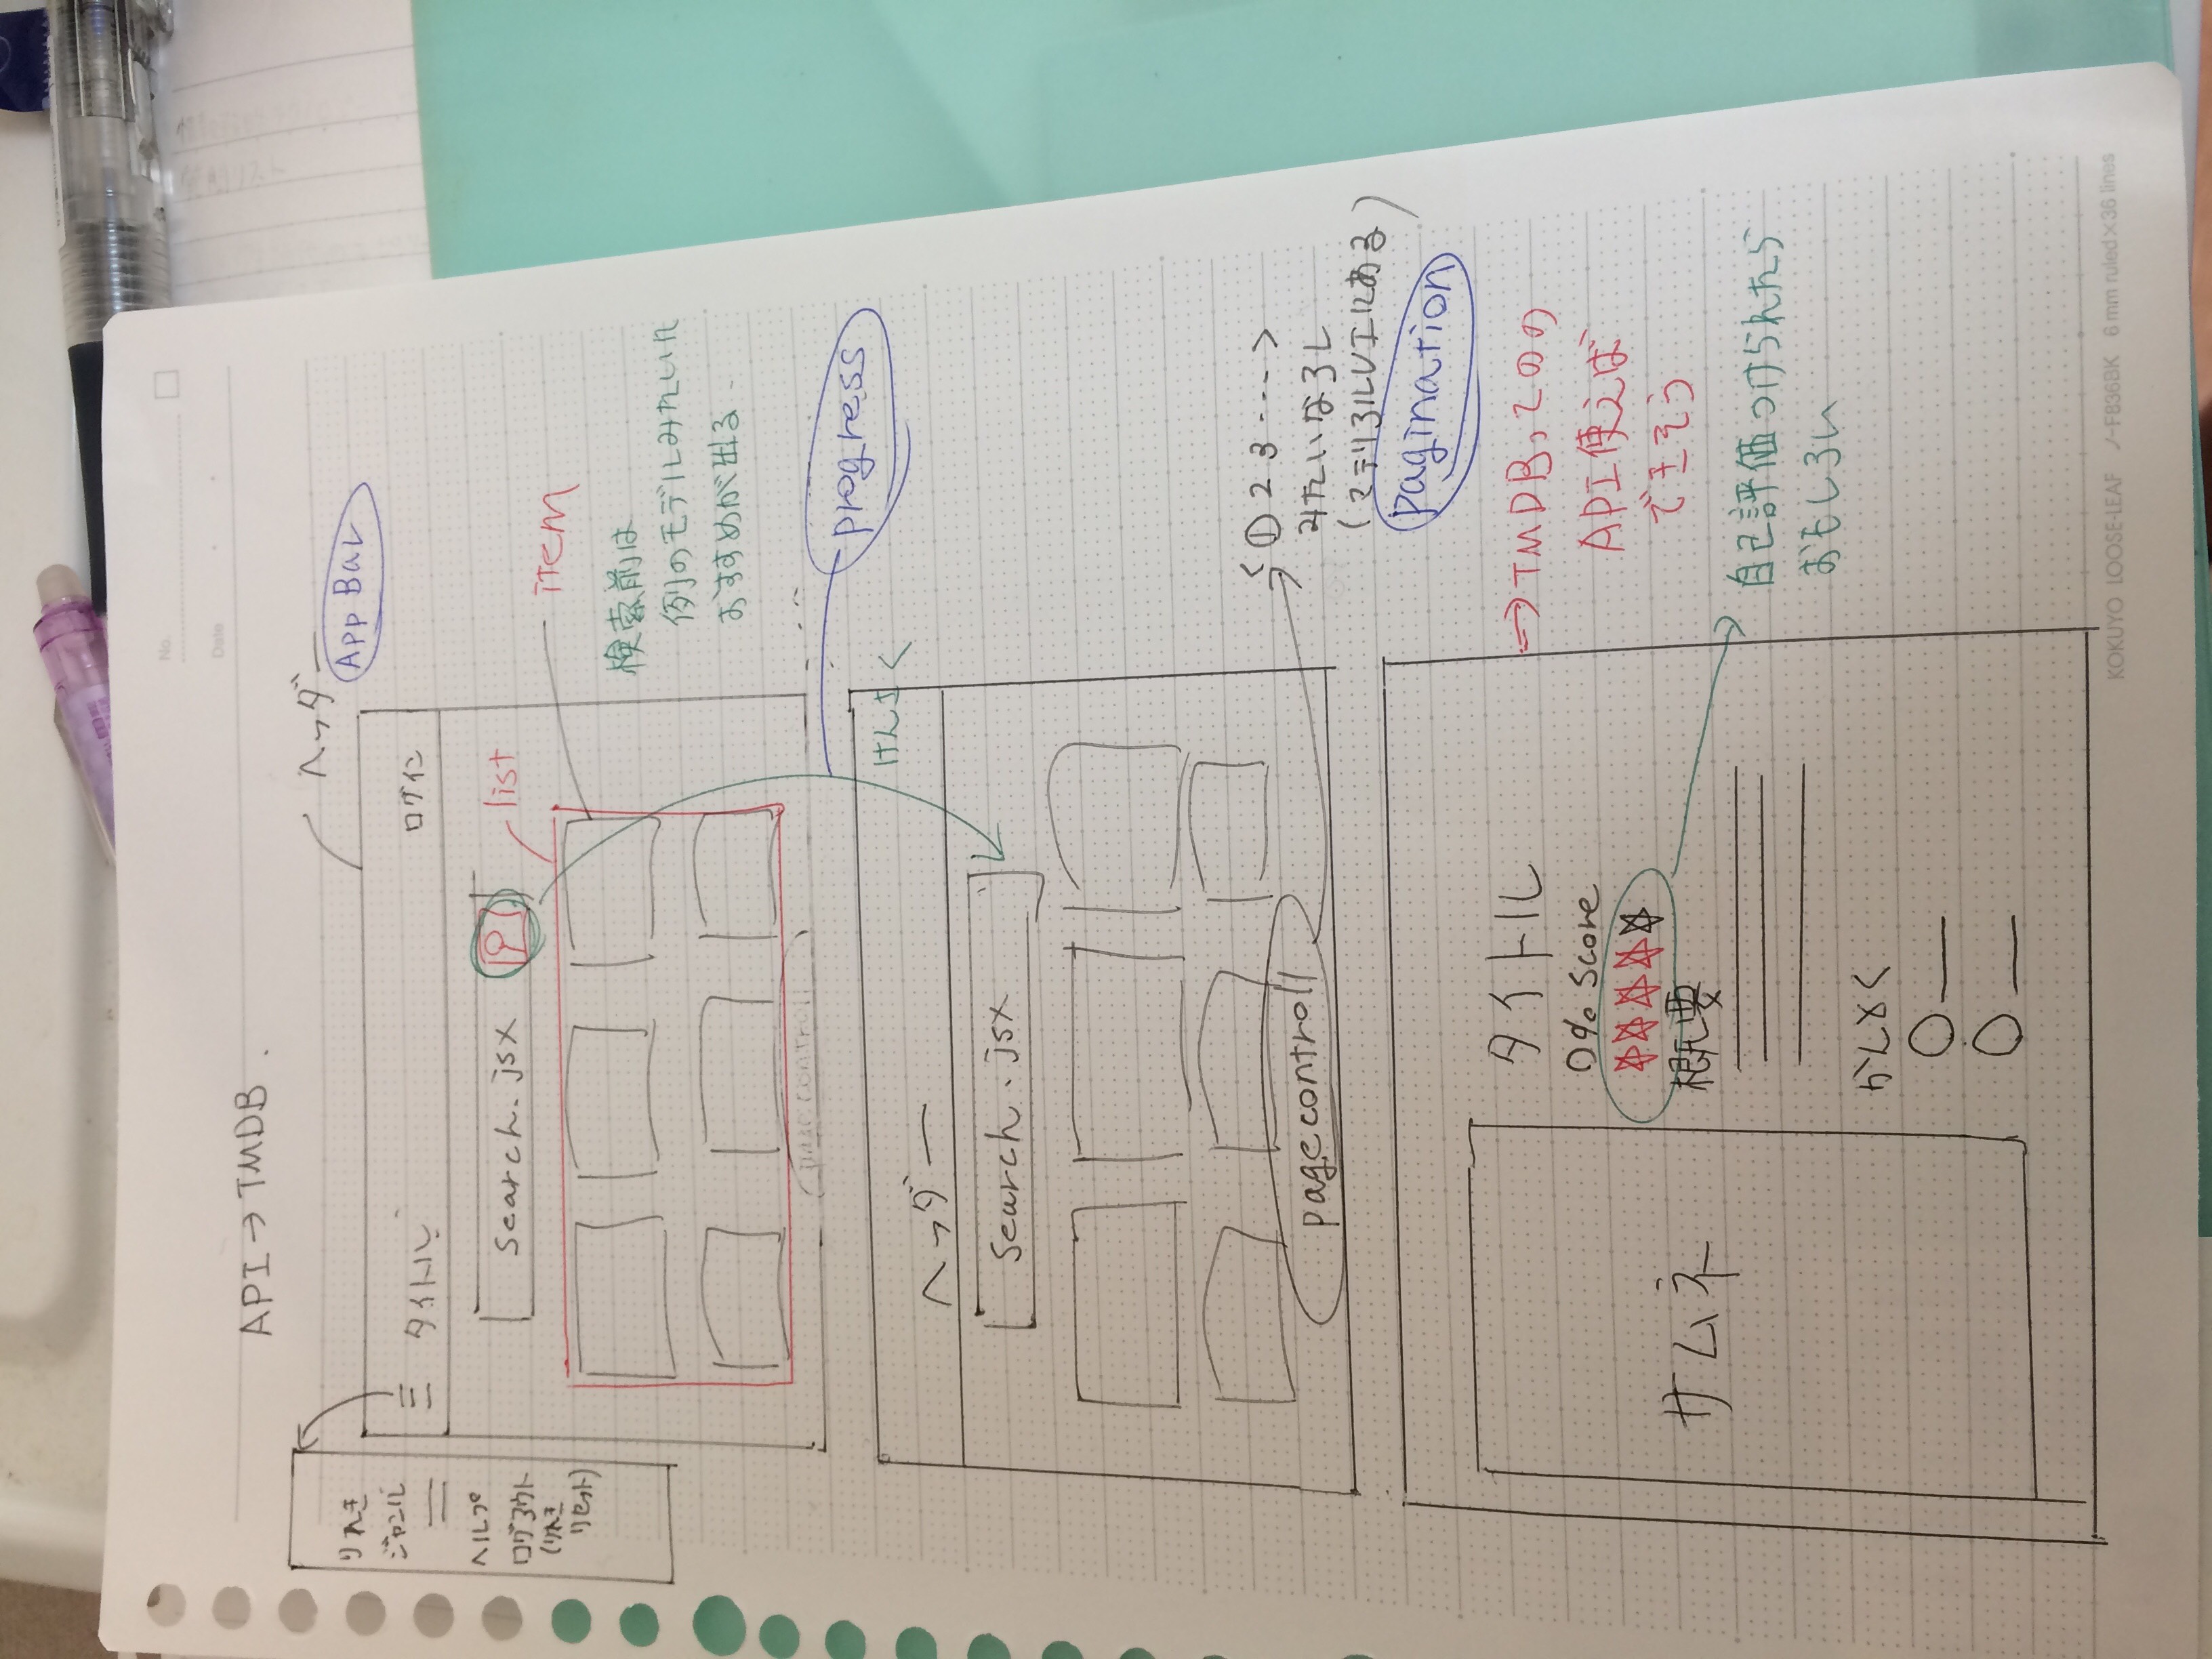 No.
Date
API → TMDB.
ヘッダー
App Bar
りれき
ジャンル
ヘルプ
ログアウト
(りれき
リセット)
タイトル
ログイン
Search.jsx
list
item
検索前は
例のモデルみたいな
おすすめが出る
pagecontroll
progress
けんさく
ヘッダー
Search.jsx
pagecontroll
< ① 2 3 ---- >
みたいなろし
(マテリアルUIにある)
pagination
タイトル
0% Score
☆☆☆☆☆
概要
サムネ
かんとく
→ TMDBってのの
API使えば
できそう
自己評価つけられたら
おもしろい
KOKUYO LOOSE-LEAF ノ-F836BK 6 mm ruled×36 lines